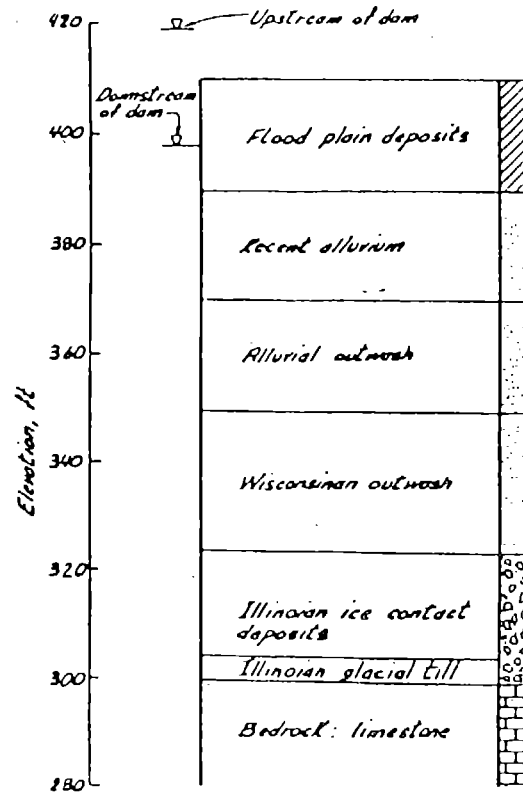 420
Upstream of dam
Downstream
of dam
400
Flood plain deposits
380
Recent alluvium
360
Alluvial outwash
Elevation, ft
340
Wisconsinan outwash
320
Illinoian ice contact
deposits
Illinoian glacial till
300
Bedrock: limestone
280